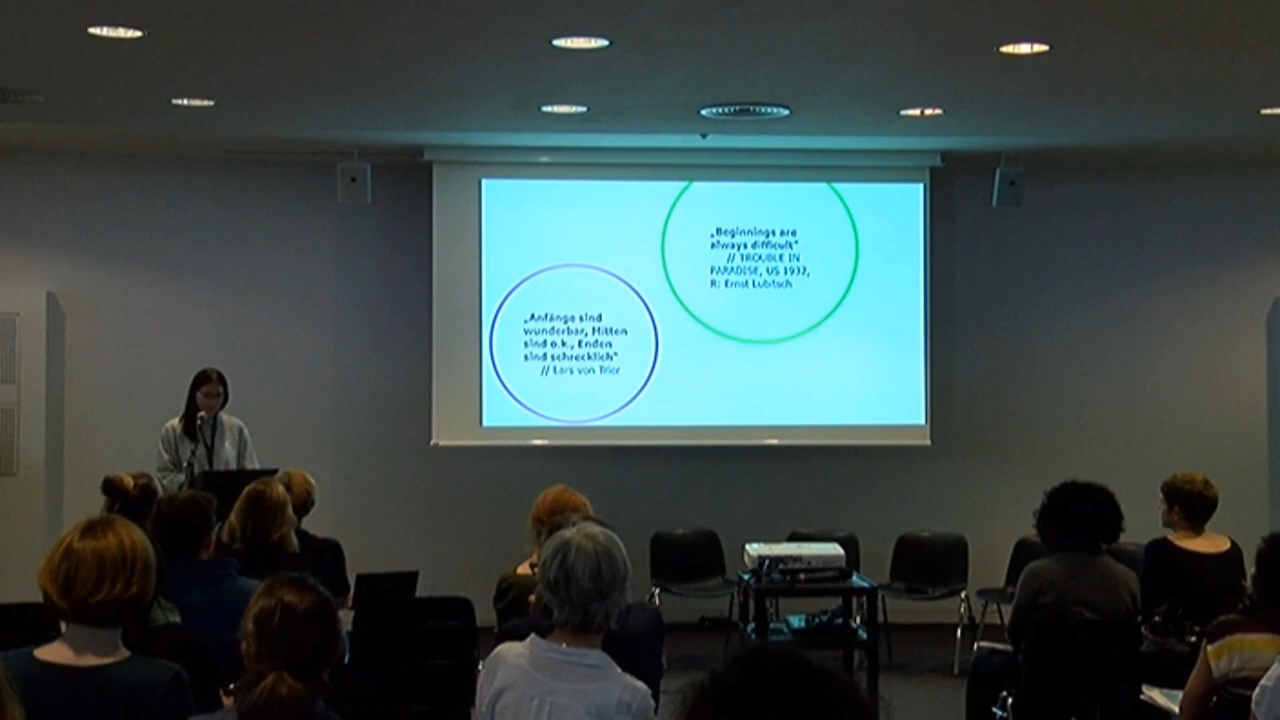 „Beginnings are
always difficult"
// TROUBLE IN
PARADISE, US 1932,
R: Ernst Lubitsch
„Anfänge sind
wunderbar, Mitten
sind o.k., Enden
sind schrecklich"
// Lars von Trier